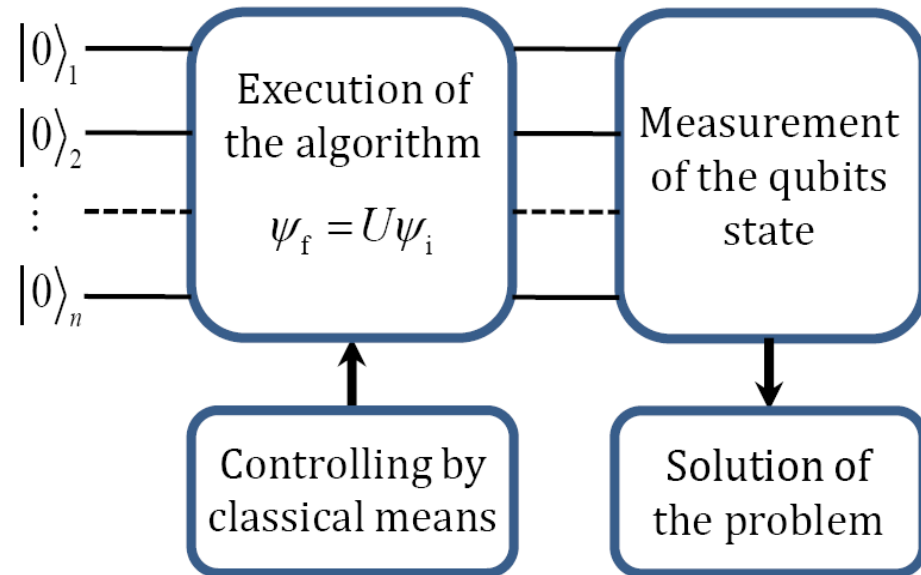 |0⟩₁
|0⟩₂
⋮
|0⟩ₙ
Execution of
the algorithm
ψ_f = Uψ_i
Measurement
of the qubits
state
Controlling by
classical means
Solution of
the problem